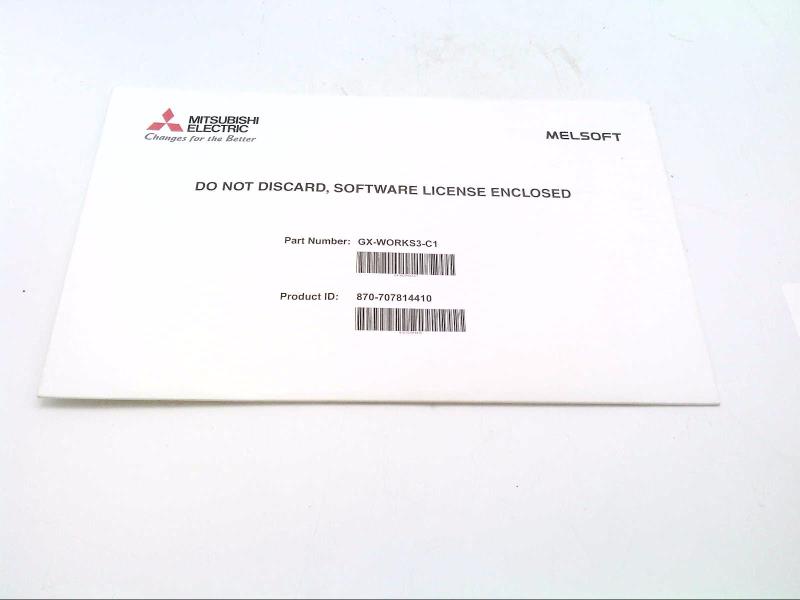 MITSUBISHI
ELECTRIC
Changes for the Better
MELSOFT
DO NOT DISCARD, SOFTWARE LICENSE ENCLOSED
Part Number: GX-WORKS3-C1
Product ID: 870-707814410